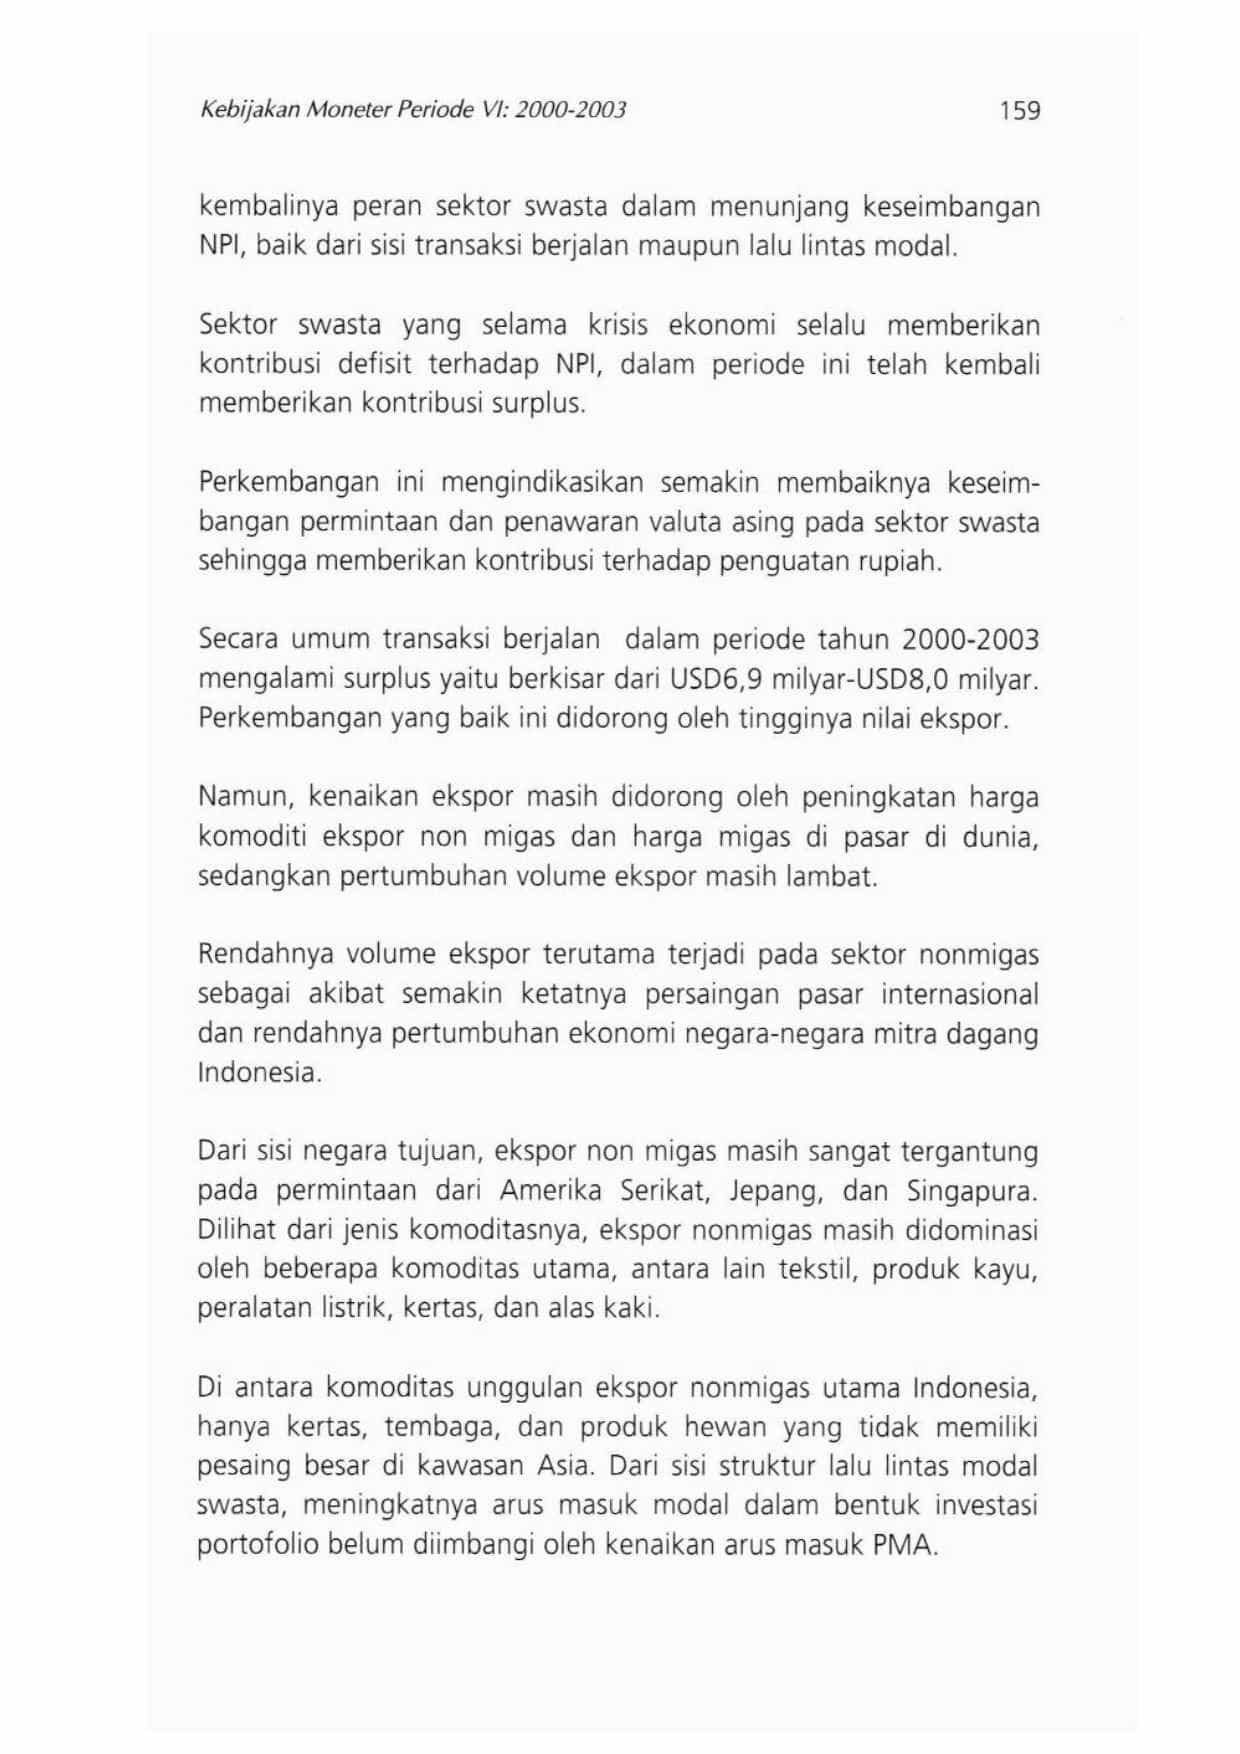 Kebijakan Moneter Periode VI: 2000-2003 159
kembalinya peran sektor swasta dalam menunjang keseimbangan
NPI, baik dari sisi transaksi berjalan maupun lalu lintas modal.
Sektor swasta yang selama krisis ekonomi selalu memberikan
kontribusi defisit terhadap NPI, dalam periode ini telah kembali
memberikan kontribusi surplus.
Perkembangan ini mengindikasikan semakin membaiknya keseim-
bangan permintaan dan penawaran valuta asing pada sektor swasta
sehingga memberikan kontribusi terhadap penguatan rupiah.
Secara umum transaksi berjalan dalam periode tahun 2000-2003
mengalami surplus yaitu berkisar dari USD6,9 milyar-USD8,0 milyar.
Perkembangan yang baik ini didorong oleh tingginya nilai ekspor.
Namun, kenaikan ekspor masih didorong oleh peningkatan harga
komoditi ekspor non migas dan harga migas di pasar di dunia,
sedangkan pertumbuhan volume ekspor masih lambat.
Rendahnya volume ekspor terutama terjadi pada sektor nonmigas
sebagai akibat semakin ketatnya persaingan pasar internasional
dan rendahnya pertumbuhan ekonomi negara-negara mitra dagang
Indonesia.
Dari sisi negara tujuan, ekspor non migas masih sangat tergantung
pada permintaan dari Amerika Serikat, Jepang, dan Singapura.
Dilihat dari jenis komoditasnya, ekspor nonmigas masih didominasi
oleh beberapa komoditas utama, antara lain tekstil, produk kayu,
peralatan listrik, kertas, dan alas kaki.
Di antara komoditas unggulan ekspor nonmigas utama Indonesia,
hanya kertas, tembaga, dan produk hewan yang tidak memiliki
pesaing besar di kawasan Asia. Dari sisi struktur lalu lintas modal
swasta, meningkatnya arus masuk modal dalam bentuk investasi
portofolio belum diimbangi oleh kenaikan arus masuk PMA.